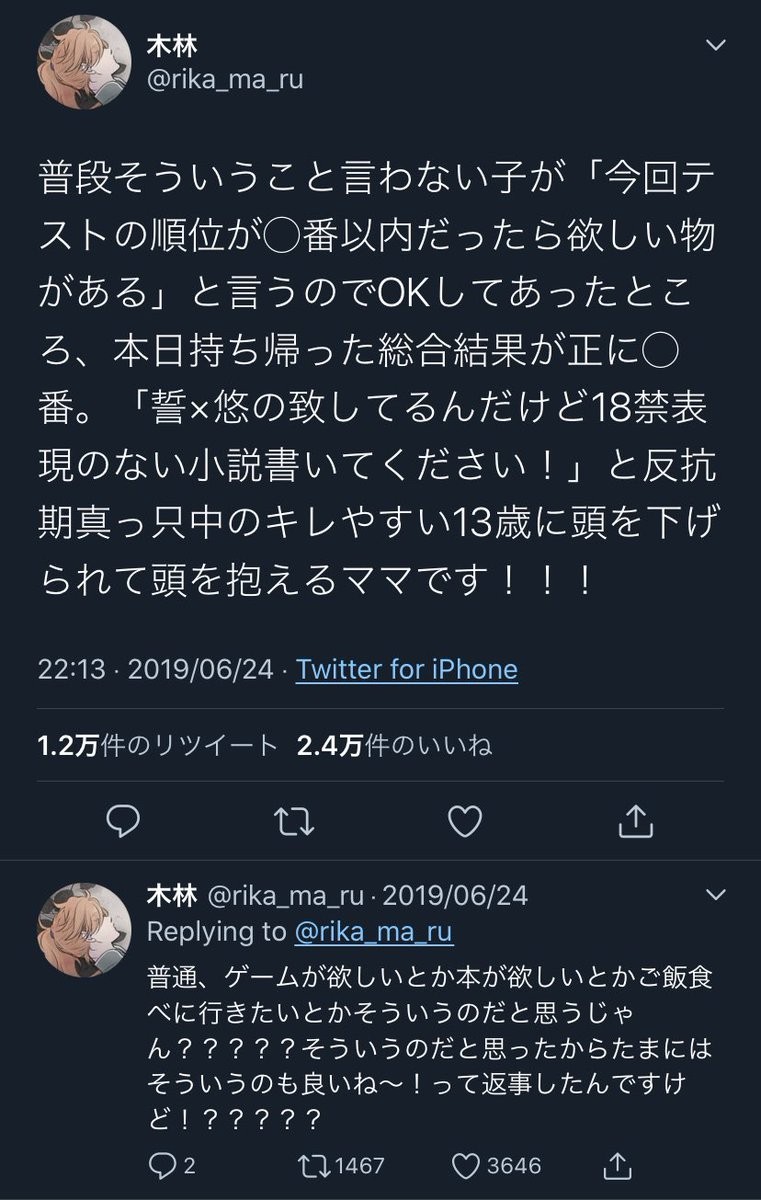 木林
@rika_ma_ru
普段そういうこと言わない子が「今回テ
ストの順位が◯番以内だったら欲しい物
がある」と言うのでOKしてあったとこ
ろ、本日持ち帰った総合結果が正に◯
番。「誓×悠の致してるんだけど18禁表
現のない小説書いてください！」と反抗
期真っ只中のキレやすい13歳に頭を下げ
られて頭を抱えるママです！！！
22:13 · 2019/06/24 · Twitter for iPhone
1.2万件のリツイート 2.4万件のいいね
木林 @rika_ma_ru · 2019/06/24
Replying to @rika_ma_ru
普通、ゲームが欲しいとか本が欲しいとかご飯食
べに行きたいとかそういうのだと思うじゃ
ん？？？？？そういうのだと思ったからたまには
そういうのも良いね〜！って返事したんですけ
ど！？？？？？
2 1467 3646